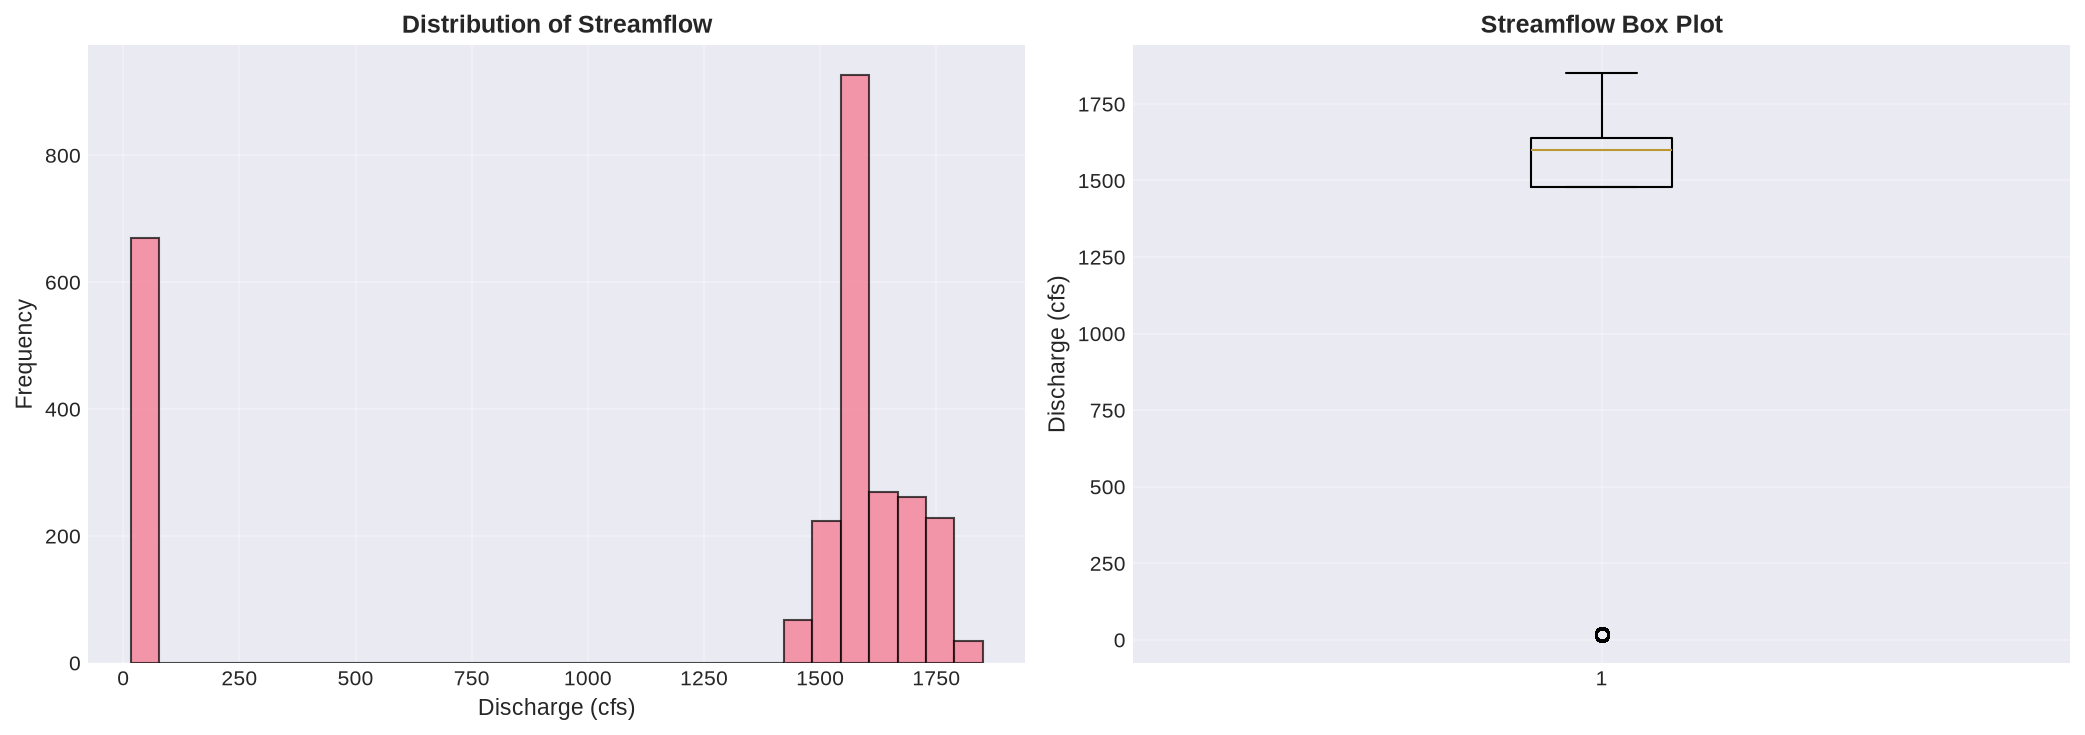 Distribution of Streamflow
Frequency
800
600
400
200
0
0 250 500 750 1000 1250 1500 1750
Discharge (cfs)
Streamflow Box Plot
Discharge (cfs)
1750
1500
1250
1000
750
500
250
0
1